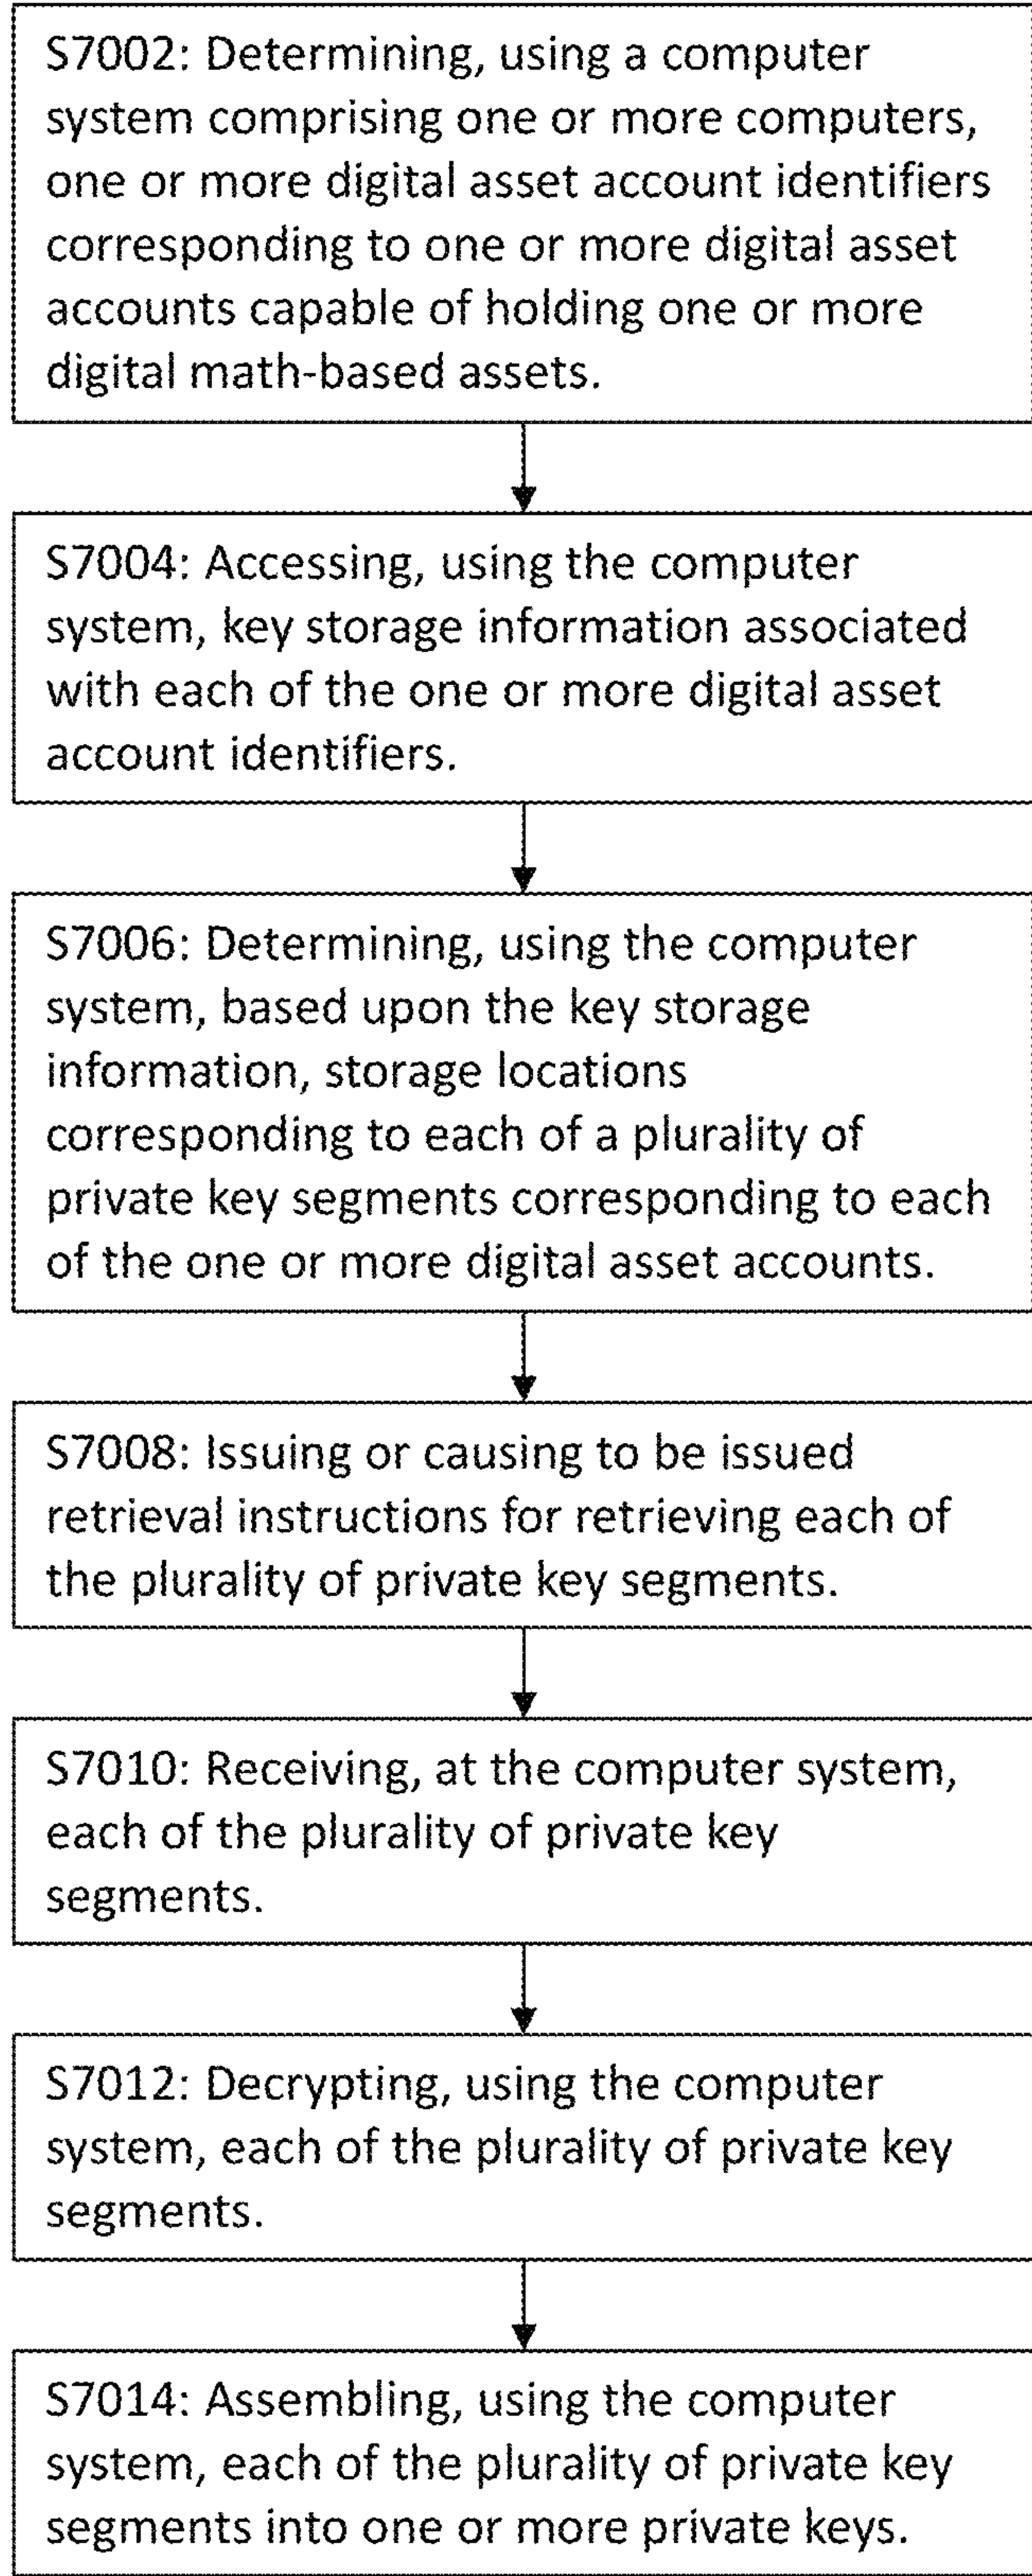 S7002: Determining, using a computer
system comprising one or more computers,
one or more digital asset account identifiers
corresponding to one or more digital asset
accounts capable of holding one or more
digital math-based assets.
S7004: Accessing, using the computer
system, key storage information associated
with each of the one or more digital asset
account identifiers.
S7006: Determining, using the computer
system, based upon the key storage
information, storage locations
corresponding to each of a plurality of
private key segments corresponding to each
of the one or more digital asset accounts.
S7008: Issuing or causing to be issued
retrieval instructions for retrieving each of
the plurality of private key segments.
S7010: Receiving, at the computer system,
each of the plurality of private key
segments.
S7012: Decrypting, using the computer
system, each of the plurality of private key
segments.
S7014: Assembling, using the computer
system, each of the plurality of private key
segments into one or more private keys.